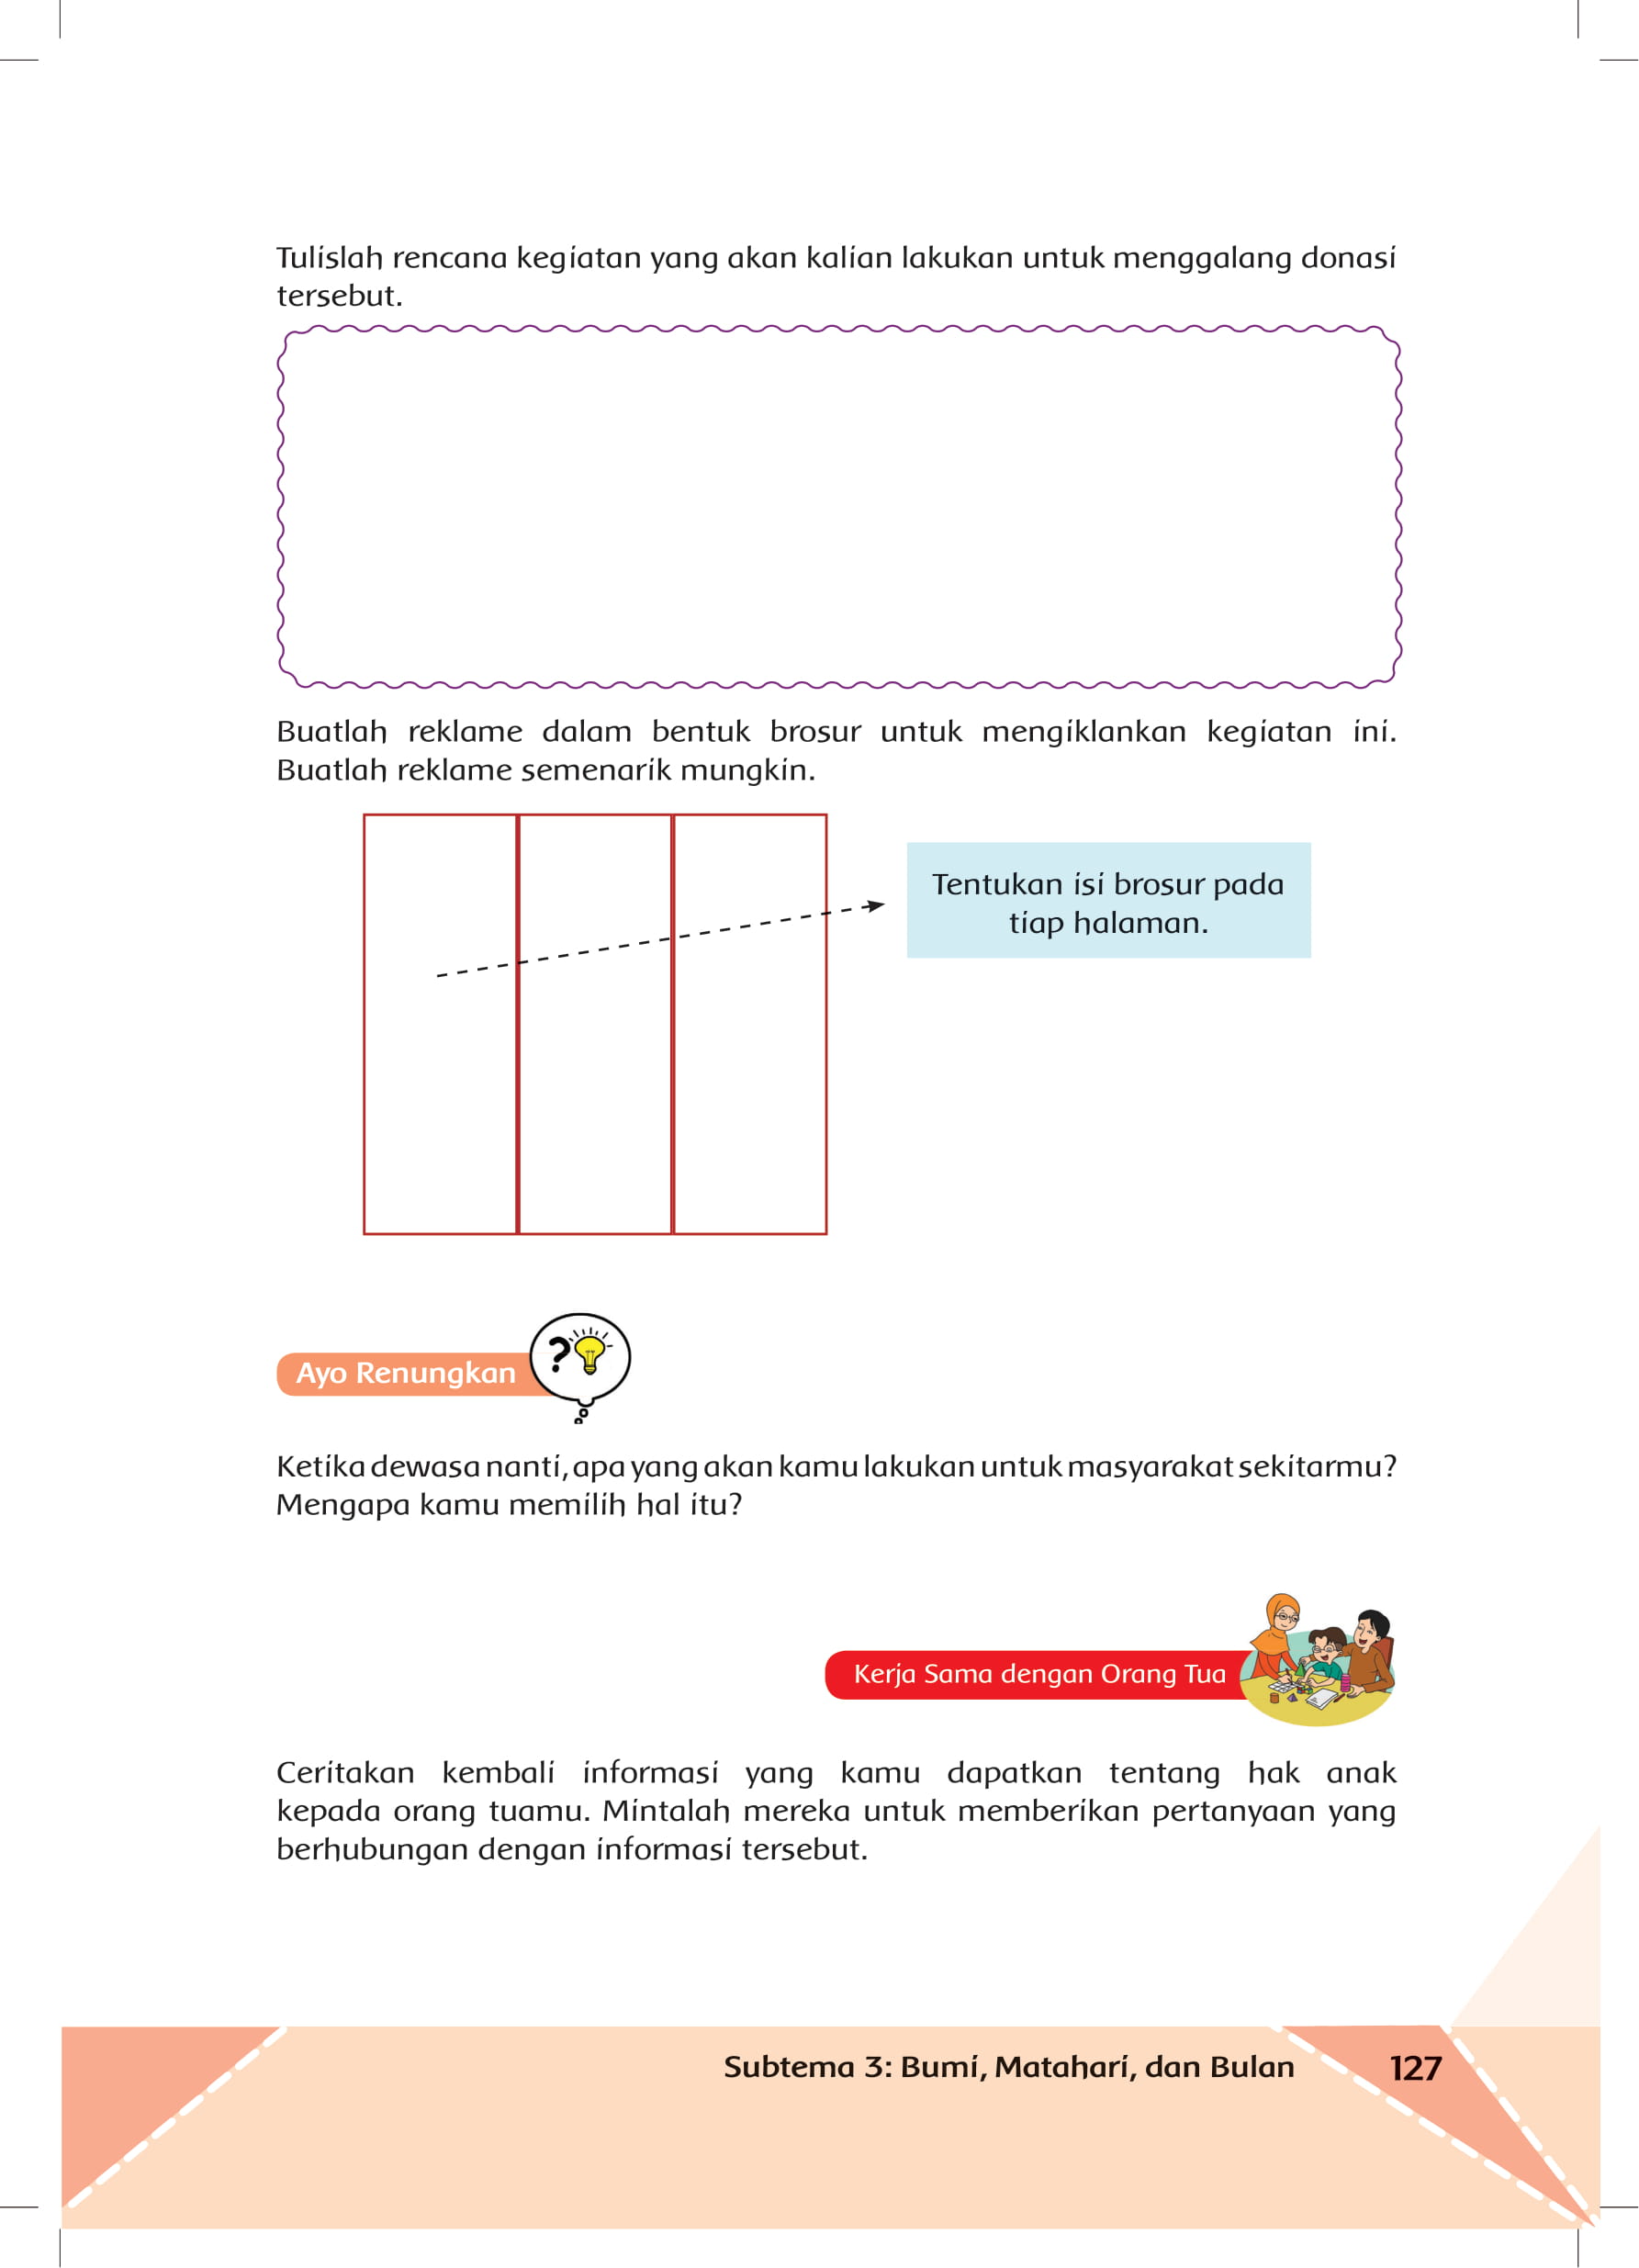 Tulislah rencana kegiatan yang akan kalian lakukan untuk menggalang donasi
tersebut.
Buatlah reklame dalam bentuk brosur untuk mengiklankan kegiatan ini.
Buatlah reklame semenarik mungkin.
Tentukan isi brosur pada
tiap halaman.
Ayo Renungkan
?
Ketika dewasa nanti, apa yang akan kamu lakukan untuk masyarakat sekitarmu?
Mengapa kamu memilih hal itu?
Kerja Sama dengan Orang Tua
Ceritakan kembali informasi yang kamu dapatkan tentang hak anak
kepada orang tuamu. Mintalah mereka untuk memberikan pertanyaan yang
berhubungan dengan informasi tersebut.
Subtema 3: Bumi, Matahari, dan Bulan
127